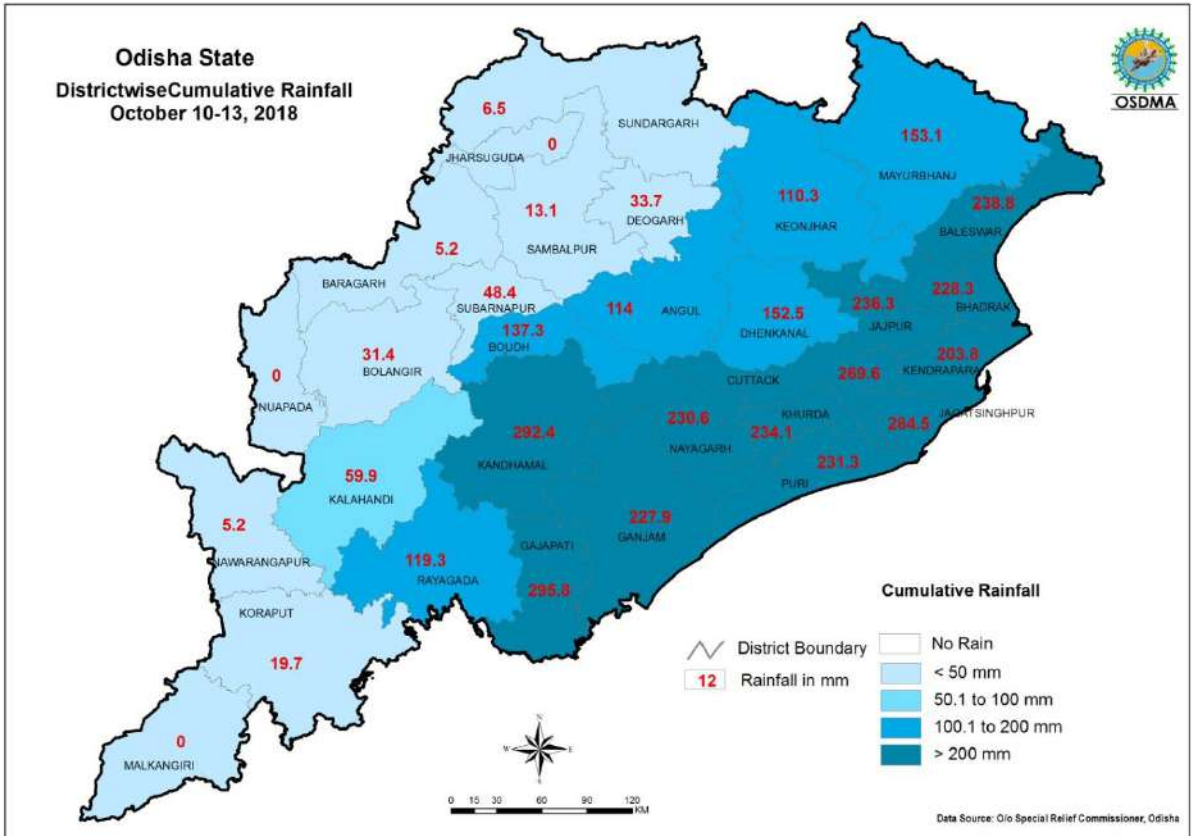 Odisha State
DistrictwiseCumulative Rainfall
October 10-13, 2018
OSDMA
6.5
SUNDARGARH
0
JHARSUGUDA
153.1
MAYURBHANJ
110.3
KEONJHAR
33.7
DEOGARH
13.1
SAMBALPUR
238.8
BALESWAR
5.2
BARAGARH
48.4
SUBARNAPUR
228.3
BHADRAK
236.3
JAJPUR
114
ANGUL
152.5
DHENKANAL
137.3
BOUDH
31.4
BOLANGIR
0
NUAPADA
203.8
KENDRAPARA
CUTTACK
269.6
KHURDA
234.1
JAGATSINGHPUR
284.5
230.6
NAYAGARH
292.4
KANDHAMAL
231.3
PURI
59.9
KALAHANDI
5.2
NAWARANGAPUR
227.9
GANJAM
GAJAPATI
295.8
119.3
RAYAGADA
KORAPUT
19.7
0
MALKANGIRI
Cumulative Rainfall
District Boundary
12 Rainfall in mm
No Rain
< 50 mm
50.1 to 100 mm
100.1 to 200 mm
> 200 mm
N
W E
S
0 15 30 60 90 120
KM
Data Source: O/o Special Relief Commissioner, Odisha